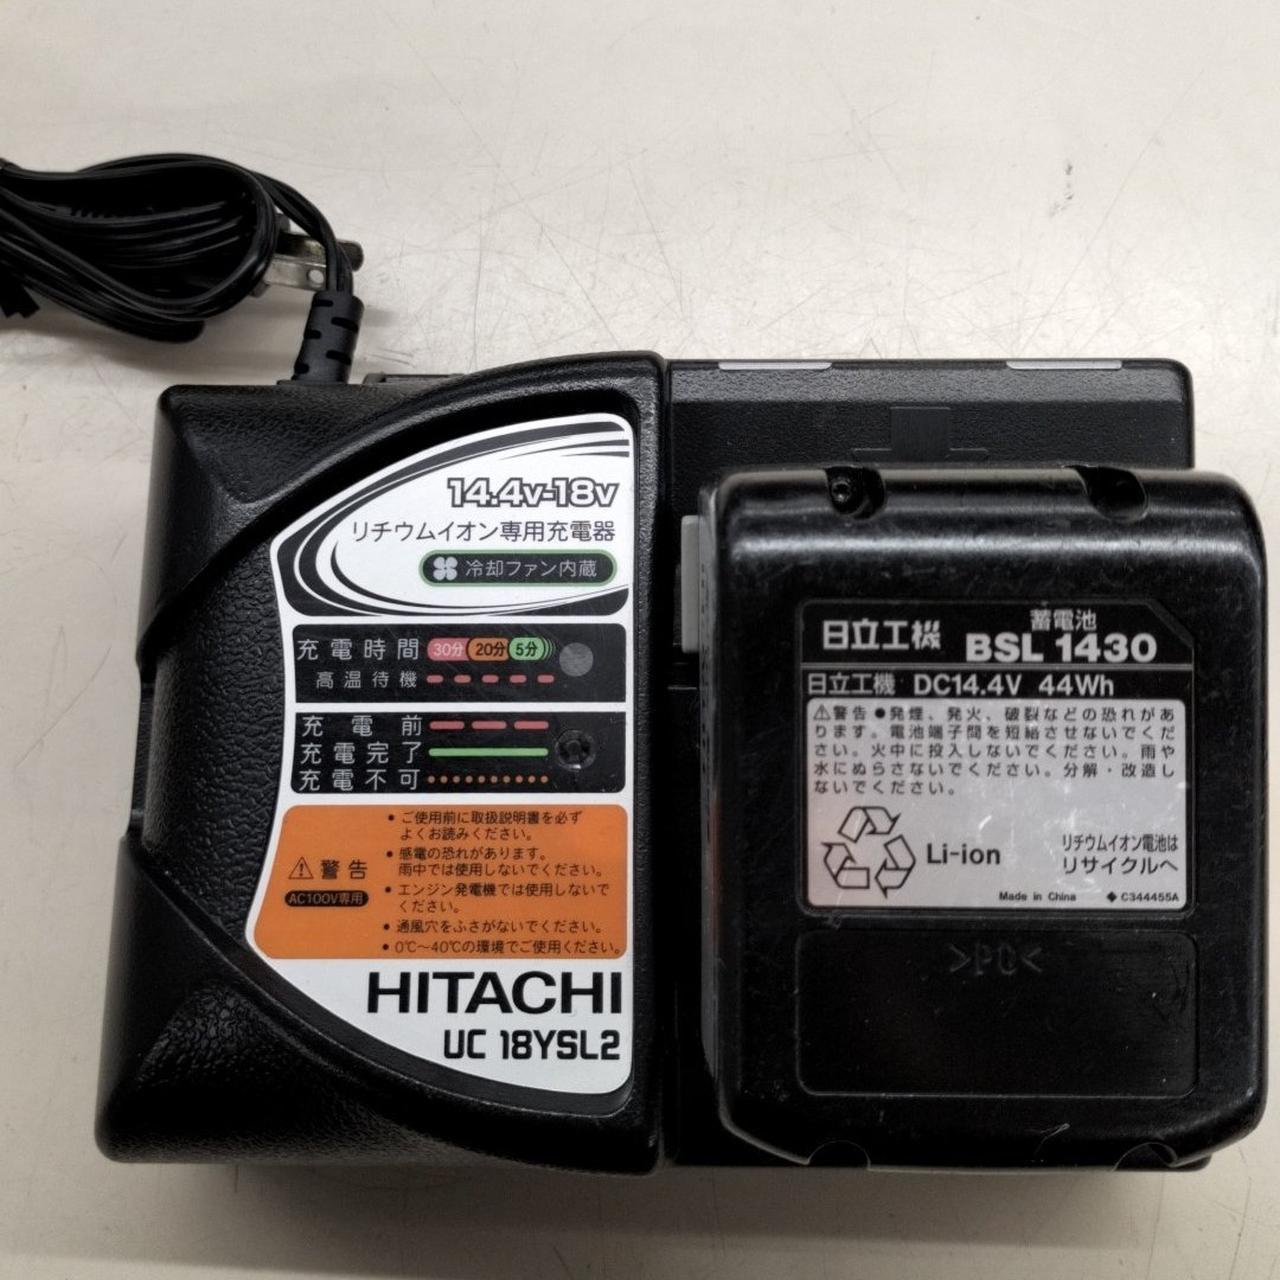 14.4v-18v
リチウムイオン専用充電器
冷却ファン内蔵
充電時間 30分 20分 5分
高温待機
充電前
充電完了
充電不可
⚠警告
AC100V専用
• ご使用前に取扱説明書を必ず
よくお読みください。
• 感電の恐れがあります。
雨中では使用しないでください。
• エンジン発電機では使用しないで
ください。
• 通風穴をふさがないでください。
• 0℃〜40℃の環境でご使用ください。
HITACHI
UC 18YSL2
日立工機 蓄電池
BSL 1430
日立工機 DC14.4V 44Wh
⚠警告 ●発煙、発火、破裂などの恐れがあ
ります。電池端子間を短絡させないでくだ
さい。火中に投入しないでください。雨や
水にぬらさないでください。分解・改造し
ないでください。
Li-ion
リチウムイオン電池は
リサイクルへ
Made in China ◆ C344455A
>PC<